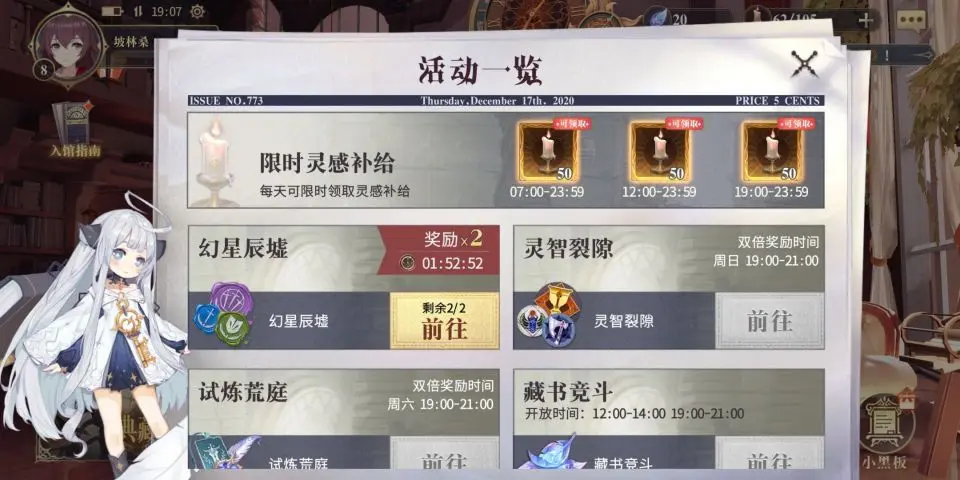 19:07
20
坡林桑
8
63/105
活动一览
ISSUE NO.773
Thursday,December 17th, 2020
PRICE 5 CENTS
入馆指南
限时灵感补给
每天可限时领取灵感补给
可领取
50
07:00-23:59
可领取
50
12:00-23:59
可领取
50
19:00-23:59
幻星辰墟
奖励×2
01:52:52
幻星辰墟
剩余2/2
前往
灵智裂隙
双倍奖励时间
周日 19:00-21:00
灵智裂隙
前往
试炼荒庭
双倍奖励时间
周六 19:00-21:00
试炼荒庭
前往
藏书竞斗
开放时间：12:00-14:00 19:00-21:00
藏书竞斗
前往
小黑板